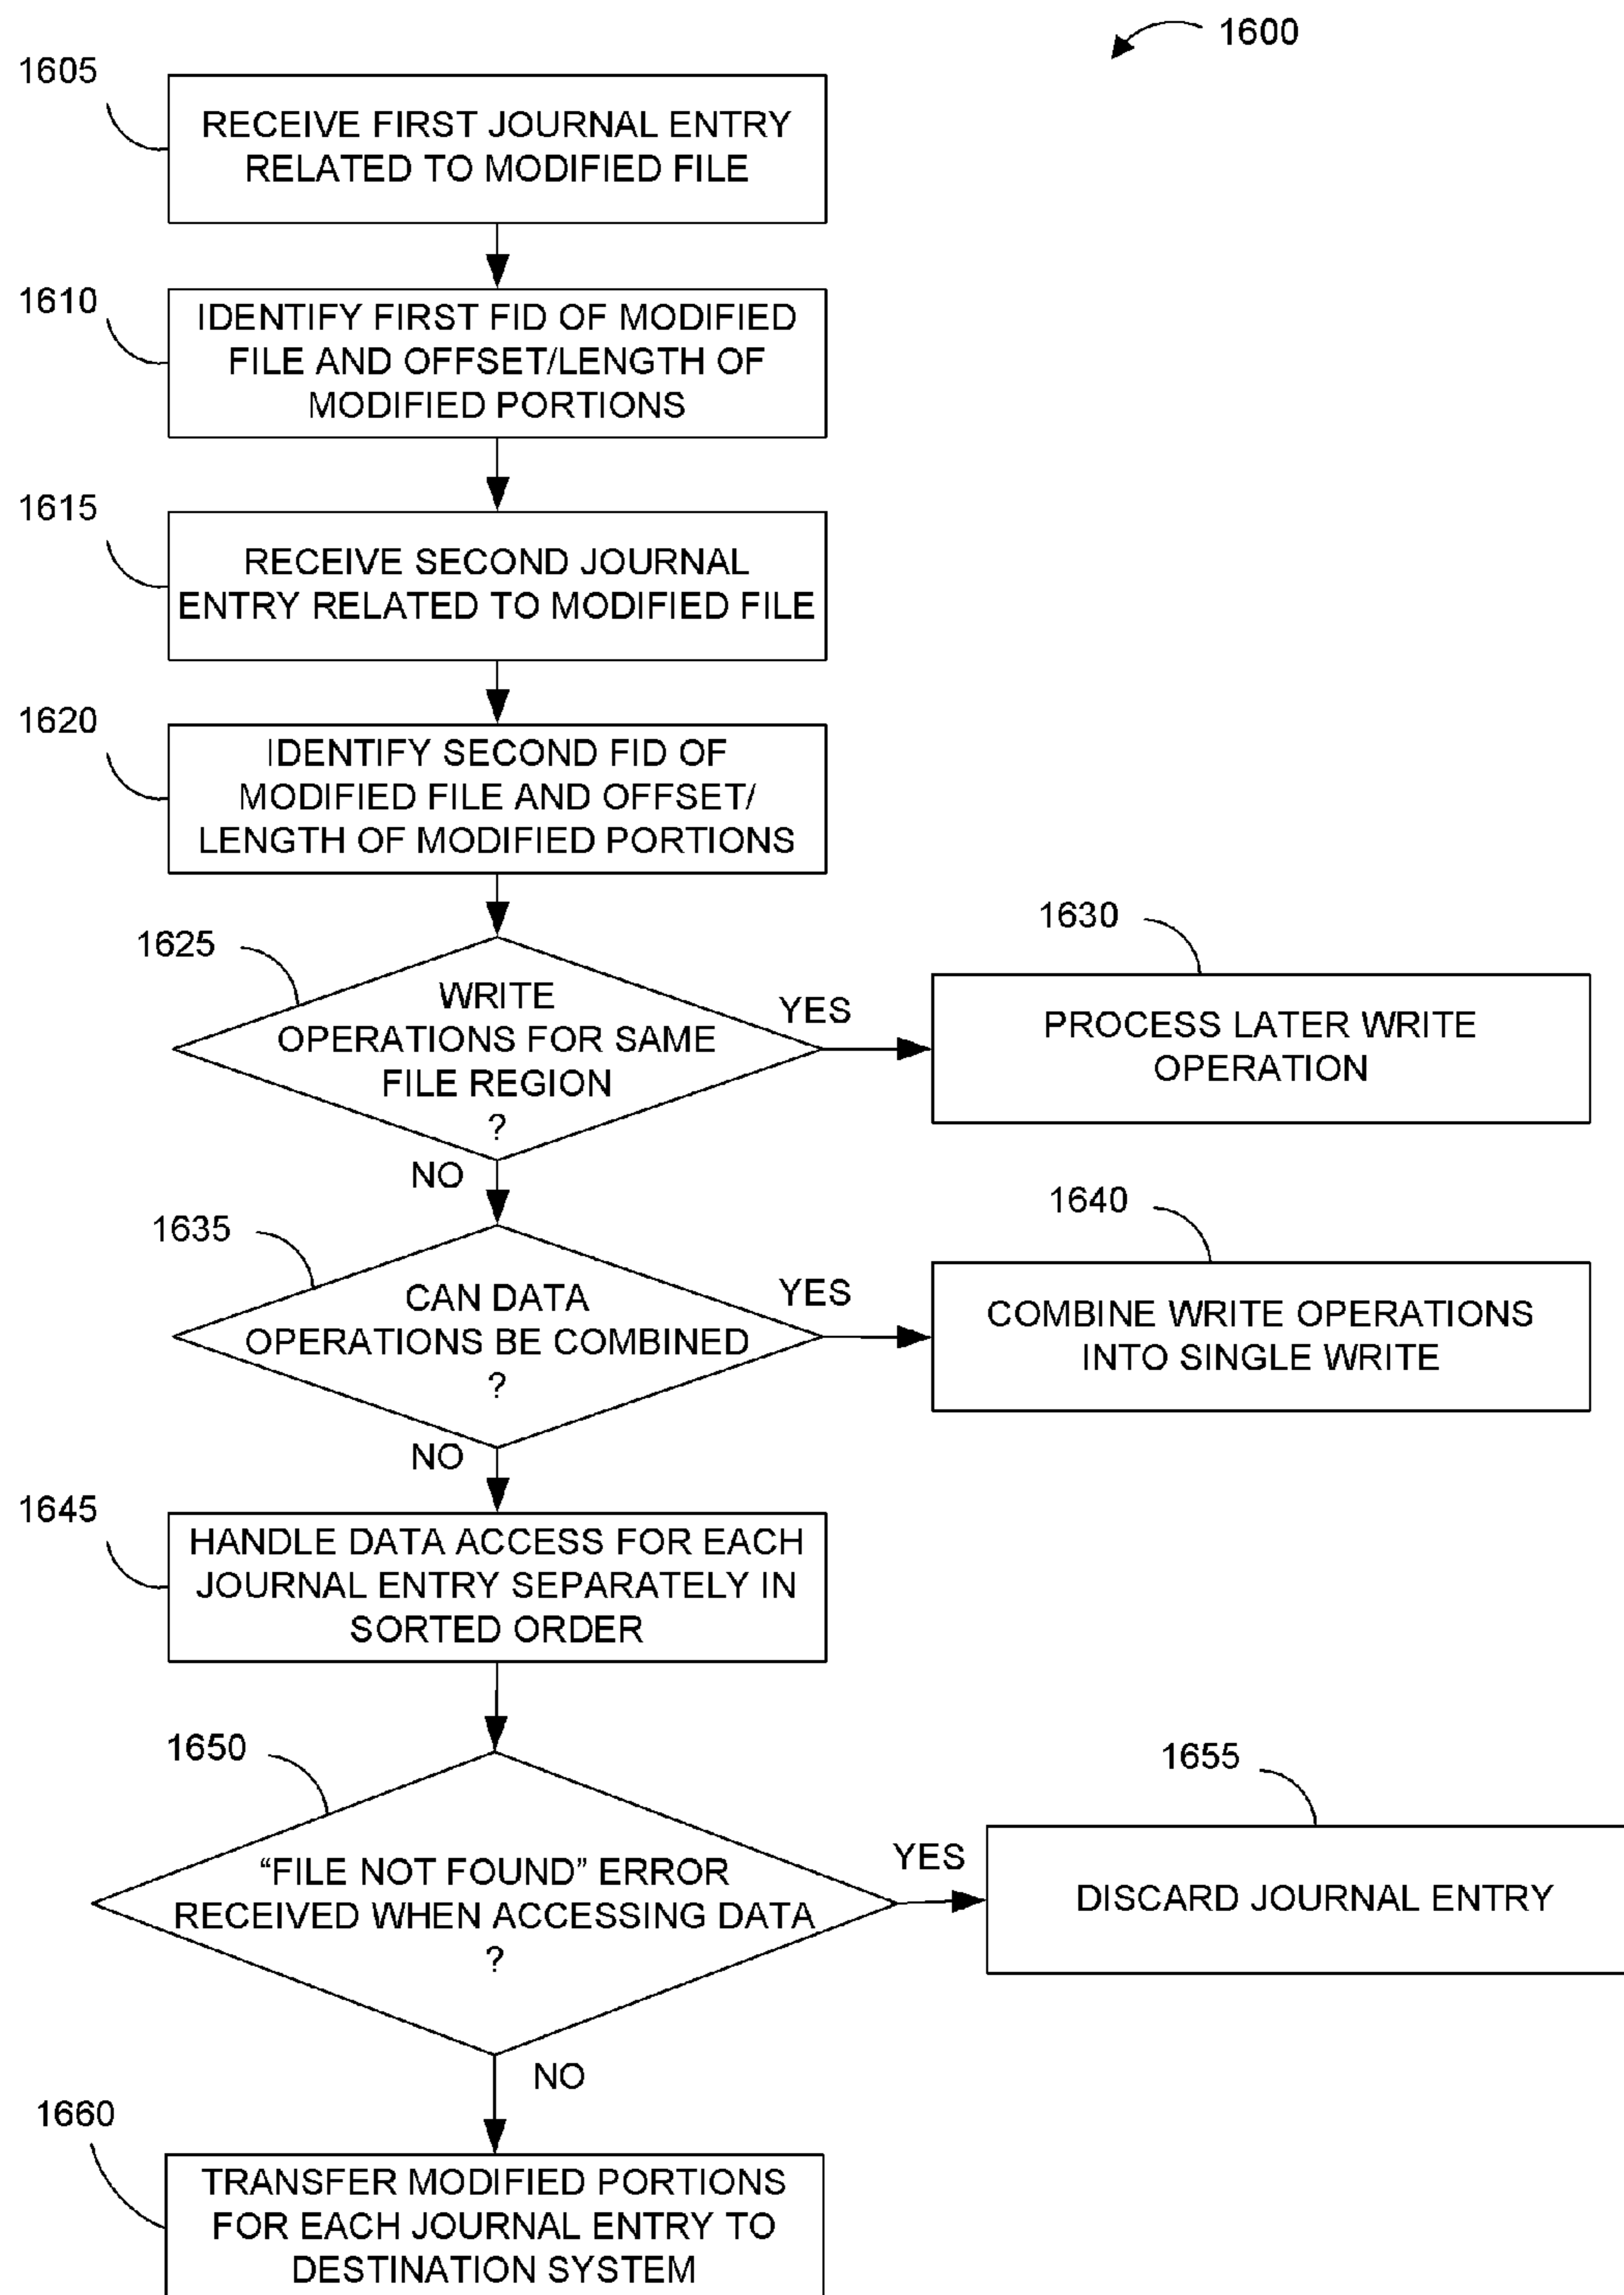 1600
1605
RECEIVE FIRST JOURNAL ENTRY
RELATED TO MODIFIED FILE
1610
IDENTIFY FIRST FID OF MODIFIED
FILE AND OFFSET/LENGTH OF
MODIFIED PORTIONS
1615
RECEIVE SECOND JOURNAL
ENTRY RELATED TO MODIFIED FILE
1620
IDENTIFY SECOND FID OF
MODIFIED FILE AND OFFSET/
LENGTH OF MODIFIED PORTIONS
1625
WRITE
OPERATIONS FOR SAME
FILE REGION
?
YES
1630
PROCESS LATER WRITE
OPERATION
NO
1635
CAN DATA
OPERATIONS BE COMBINED
?
YES
1640
COMBINE WRITE OPERATIONS
INTO SINGLE WRITE
NO
1645
HANDLE DATA ACCESS FOR EACH
JOURNAL ENTRY SEPARATELY IN
SORTED ORDER
1650
“FILE NOT FOUND” ERROR
RECEIVED WHEN ACCESSING DATA
?
YES
1655
DISCARD JOURNAL ENTRY
NO
1660
TRANSFER MODIFIED PORTIONS
FOR EACH JOURNAL ENTRY TO
DESTINATION SYSTEM